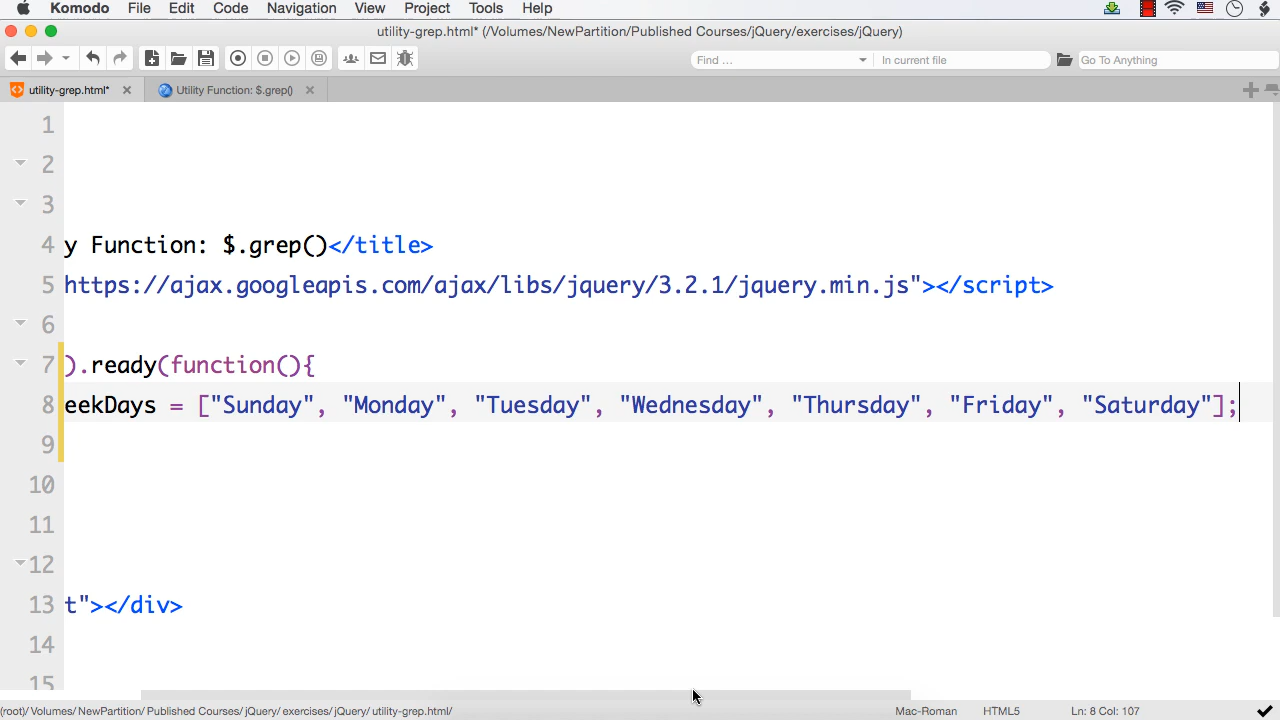 Komodo File Edit Code Navigation View Project Tools Help
utility-grep.html* (/Volumes/NewPartition/Published Courses/jQuery/exercises/jQuery)
Find ... In current file Go To Anything
utility-grep.html* Utility Function: $.grep()
1
2
3
4 y Function: $.grep()</title>
5 https://ajax.googleapis.com/ajax/libs/jquery/3.2.1/jquery.min.js"></script>
6
7 ).ready(function(){
8 eekDays = ["Sunday", "Monday", "Tuesday", "Wednesday", "Thursday", "Friday", "Saturday"];
9
10
11
12
13 t"></div>
14
15
(root)/Volumes/NewPartition/Published Courses/jQuery/exercises/jQuery/utility-grep.html/ Mac-Roman HTML5 Ln: 8 Col: 107